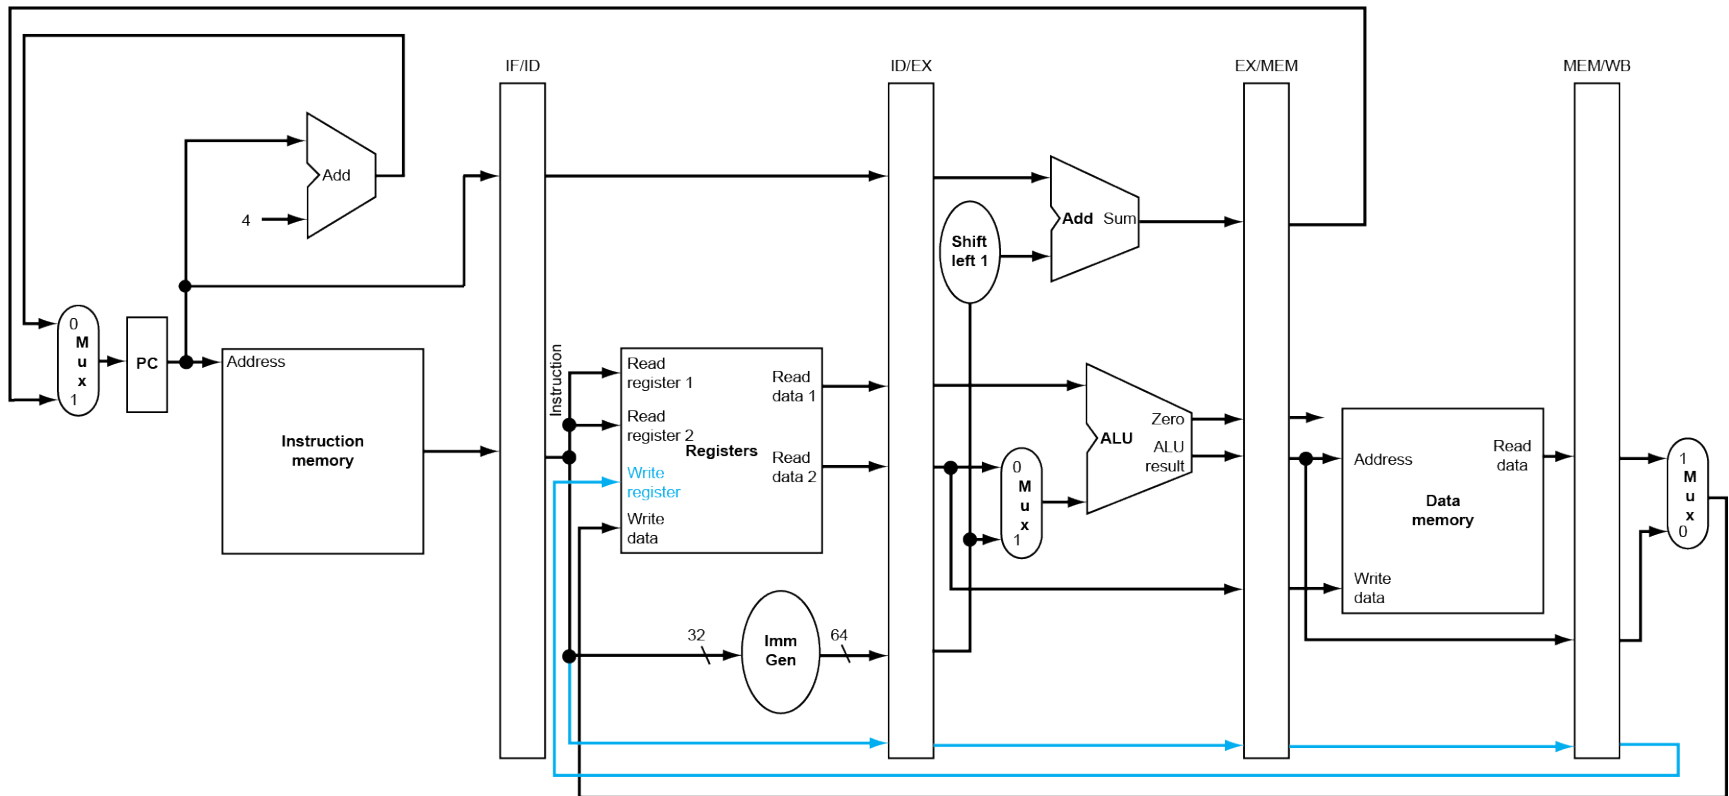 IF/ID
ID/EX
EX/MEM
MEM/WB
Add
4
Add Sum
Shift
left 1
0
M
u
x
1
PC
Address
Instruction
memory
Instruction
Read
register 1
Read
register 2
Registers
Write
register
Write
data
Read
data 1
Read
data 2
0
M
u
x
1
Zero
ALU
ALU
result
Address
Read
data
Data
memory
Write
data
1
M
u
x
0
32
Imm
Gen
64